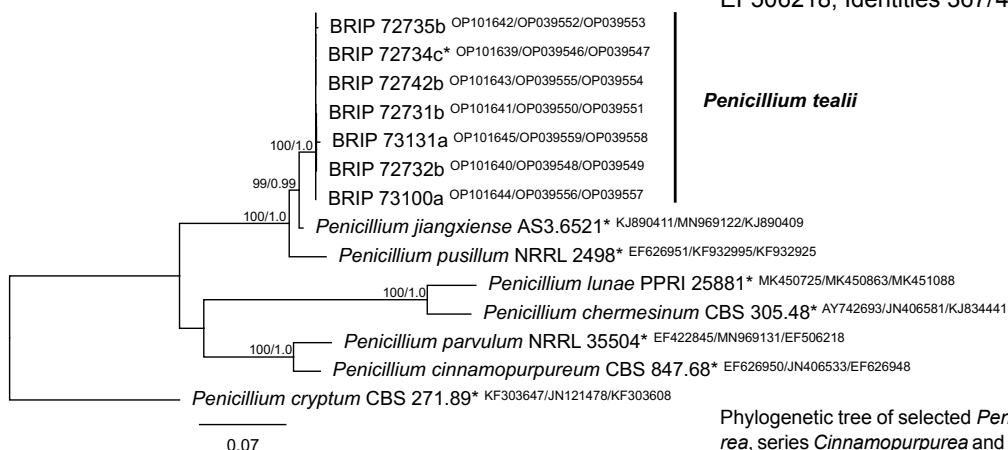 EF506218; Identities 367/4
BRIP 72735b OP101642/OP039552/OP039553
BRIP 72734c* OP101639/OP039546/OP039547
BRIP 72742b OP101643/OP039555/OP039554
Penicillium tealii
BRIP 72731b OP101641/OP039550/OP039551
BRIP 73131a OP101645/OP039559/OP039558
100/1.0
BRIP 72732b OP101640/OP039548/OP039549
99/0.99
BRIP 73100a OP101644/OP039556/OP039557
100/1.0
Penicillium jiangxiense AS3.6521* KJ890411/MN969122/KJ890409
Penicillium pusillum NRRL 2498* EF626951/KF932995/KF932925
Penicillium lunae PPRI 25881* MK450725/MK450863/MK451088
100/1.0
Penicillium chermesinum CBS 305.48* AY742693/JN406581/KJ834441
Penicillium parvulum NRRL 35504* EF422845/MN969131/EF506218
100/1.0
Penicillium cinnamopurpureum CBS 847.68* EF626950/JN406533/EF626948
Penicillium cryptum CBS 271.89* KF303647/JN121478/KF303608
0.07
Phylogenetic tree of selected Pen
rea, series Cinnamopurpurea and